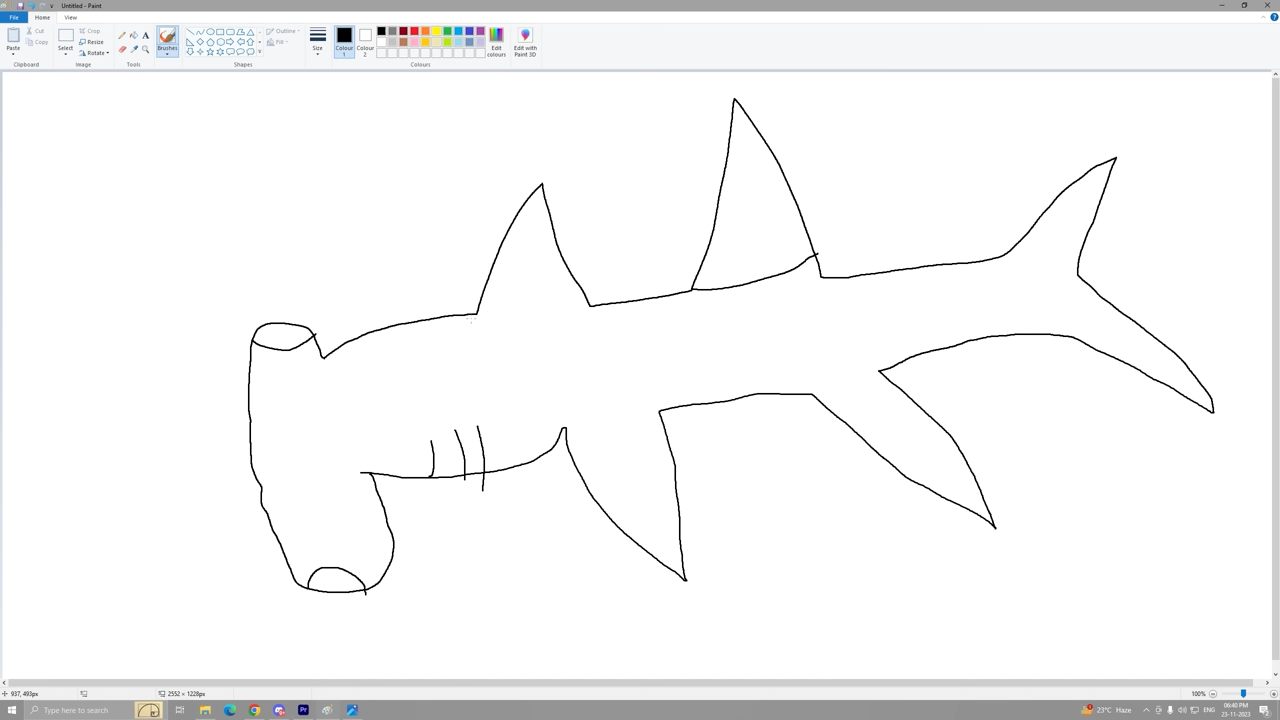 Untitled - Paint
File Home View
Paste
Cut
Copy
Clipboard
Select
Crop
Resize
Rotate
Image
A
Tools
Brushes
Outline
Fill
Shapes
Size
Colour 1
Colour 2
Edit colours
Edit with Paint 3D
Colours
937, 493px
2552 × 1228px
100%
Type here to search
Pr
23°C Haze
ENG
06:40 PM
23-11-2023